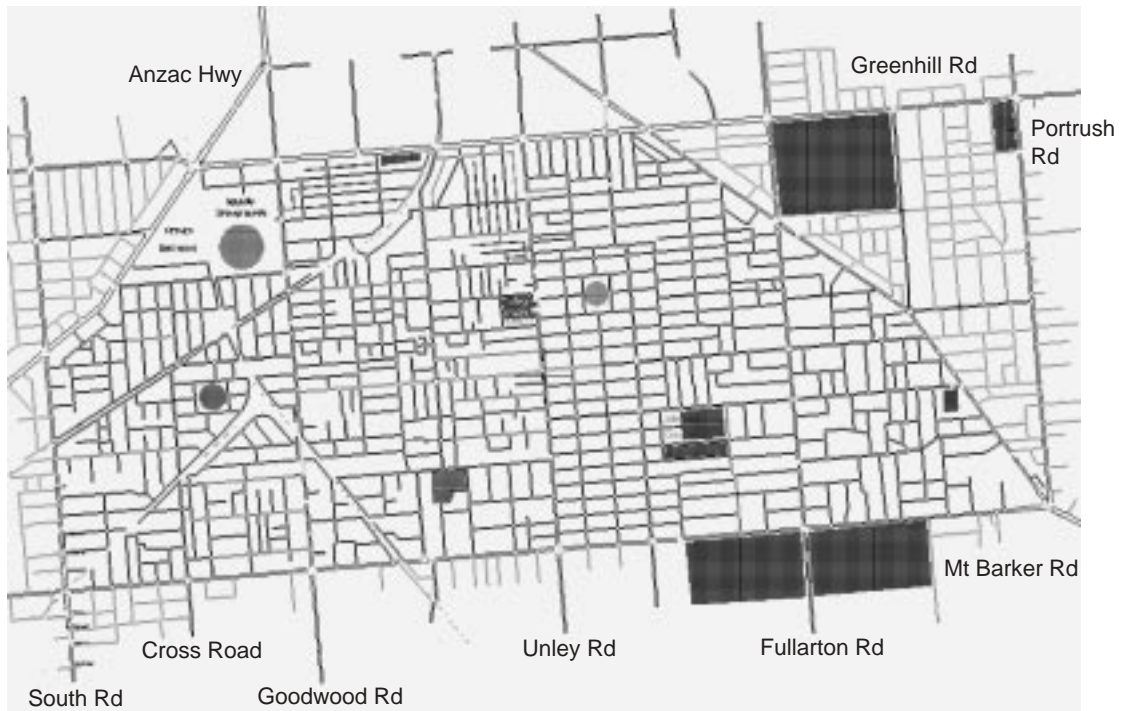 Anzac Hwy
Greenhill Rd
Portrush
Rd
Mt Barker Rd
Cross Road
Unley Rd
Fullarton Rd
South Rd
Goodwood Rd